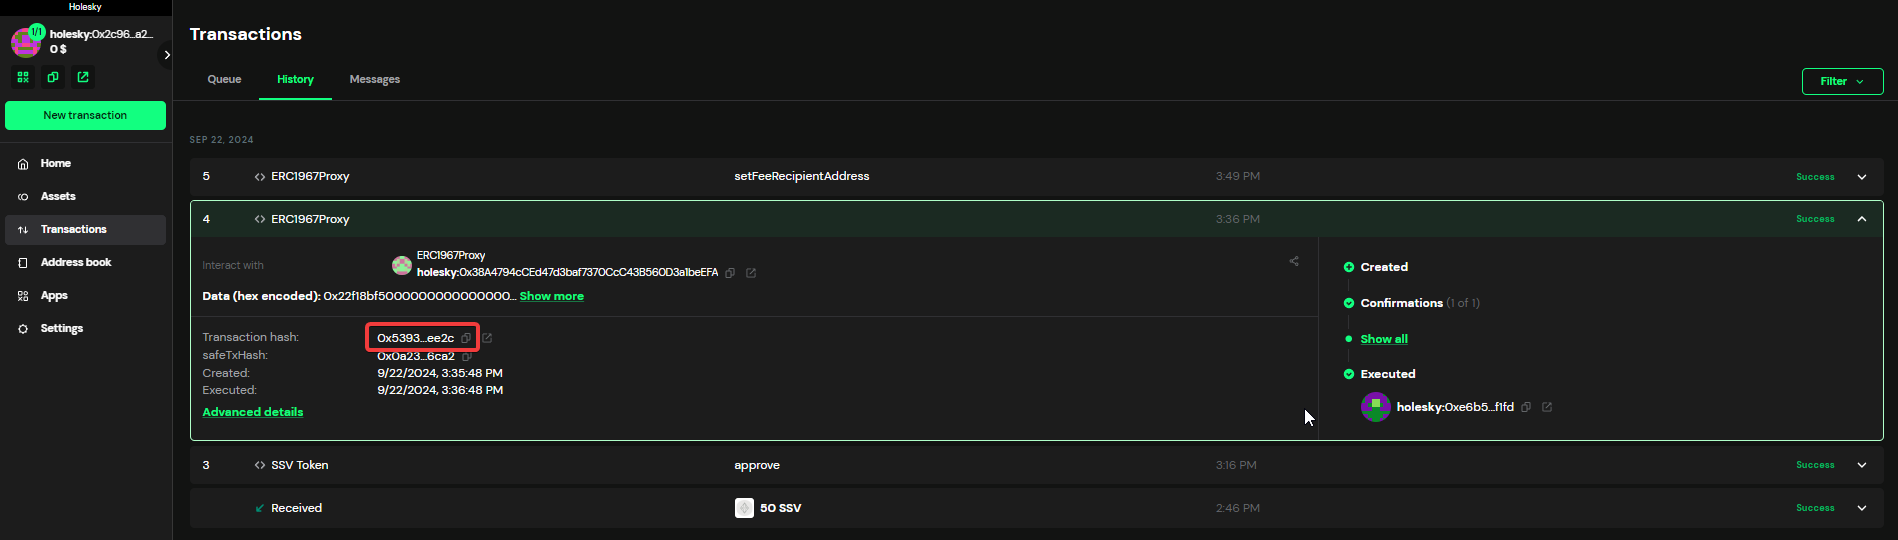 Holesky
1/1
holesky:0x2c96...a2...
0 $
New transaction
Home
Assets
Transactions
Address book
Apps
Settings
Transactions
Queue
History
Messages
Filter
SEP 22, 2024
5 ERC1967Proxy setFeeRecipientAddress 3:49 PM Success
4 ERC1967Proxy 3:36 PM Success
Interact with
ERC1967Proxy
holesky:0x38A4794cCEd47d3baf7370CcC43B560D3a1beEFA
Data (hex encoded): 0x22f18bf5000000000000000... Show more
Transaction hash: 0x5393...ee2c
safeTxHash: 0x0a23...6ca2
Created: 9/22/2024, 3:35:48 PM
Executed: 9/22/2024, 3:36:48 PM
Advanced details
Created
Confirmations (1 of 1)
Show all
Executed
holesky:0xe6b5...f1fd
3 SSV Token approve 3:16 PM Success
Received 50 SSV 2:46 PM Success